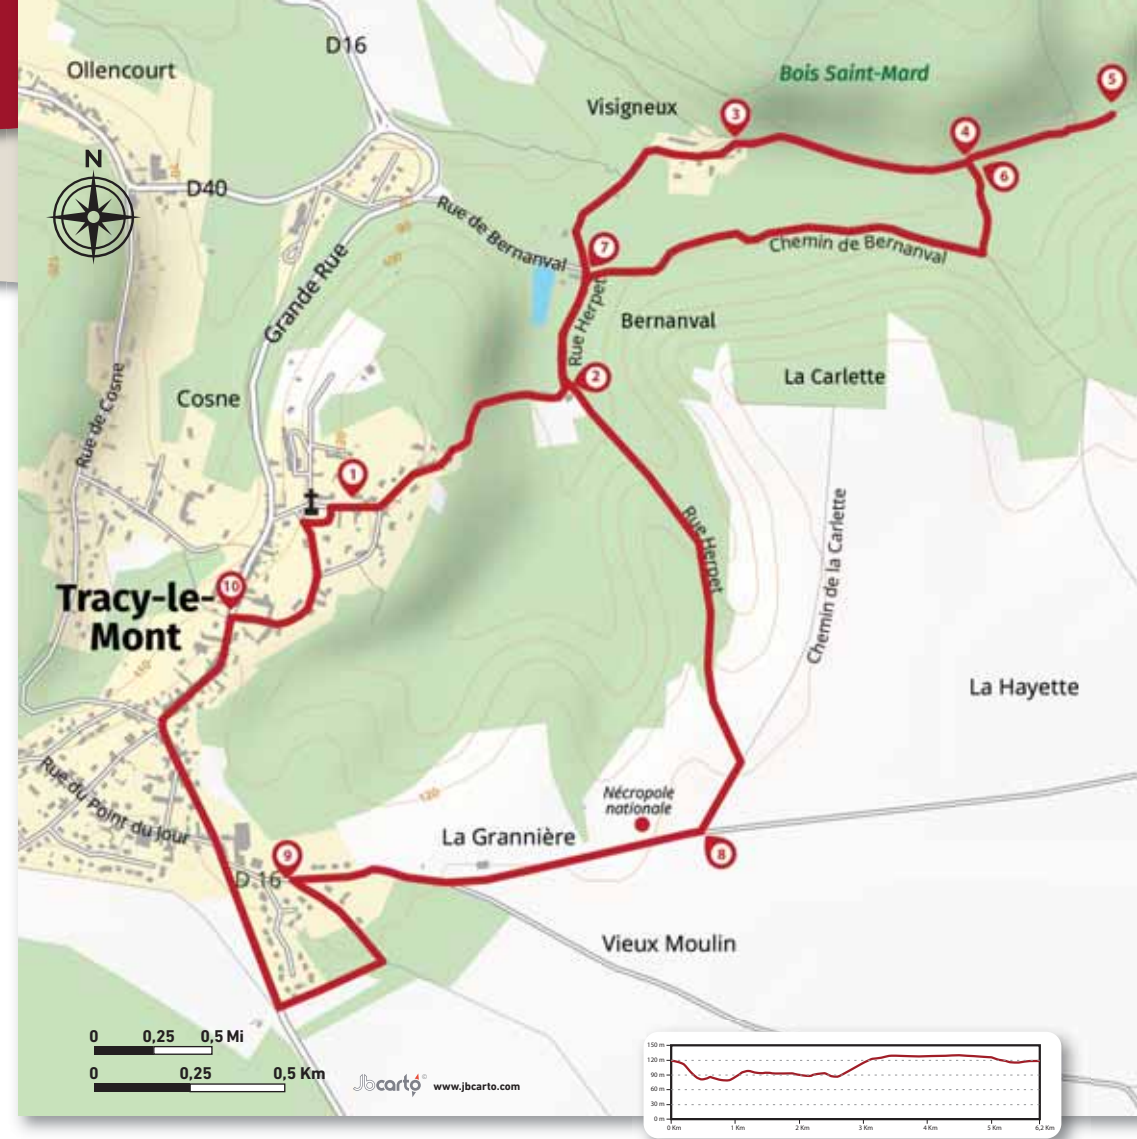 D16
Ollencourt
Bois Saint-Mard
5
Visigneux
3
4
N
6
D40
Rue de Bernanval
7
Chemin de Bernanval
100
120
Grande Rue
Rue Herpet
Bernanval
2
La Carlette
Rue de Cosne
Cosne
1
Rue Herpet
Chemin de la Carlette
10
Tracy-le-
Mont
110
La Hayette
Rue du Point du Jour
120
Nécropole
nationale
La Grannière
9
8
D 16
Vieux Moulin
0 0,25 0,5 Mi
0 0,25 0,5 Km
Jbcarto © www.jbcarto.com
150 m
120 m
90 m
60 m
30 m
0 m
0 Km 1 Km 2 Km 3 Km 4 Km 5 Km 6,2 Km